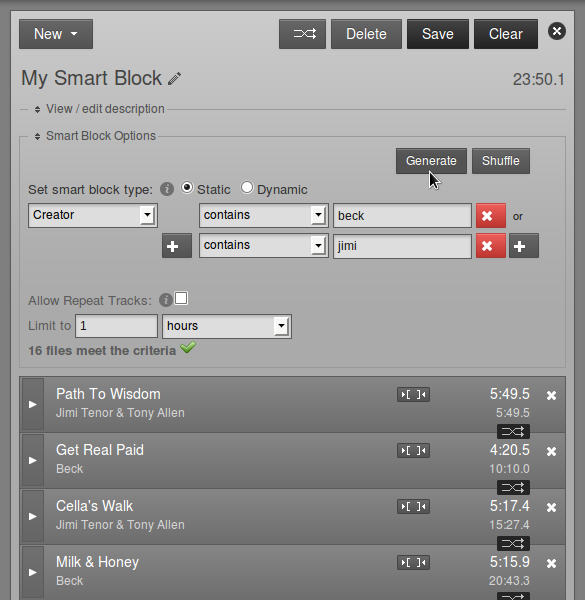 New
Delete
Save
Clear
My Smart Block
23:50.1
View / edit description
Smart Block Options
Generate
Shuffle
Set smart block type:
Static
Dynamic
Creator
contains
beck
or
contains
jimi
Allow Repeat Tracks:
Limit to
1
hours
16 files meet the criteria
Path To Wisdom
5:49.5
Jimi Tenor & Tony Allen
5:49.5
Get Real Paid
4:20.5
Beck
10:10.0
Cella's Walk
5:17.4
Jimi Tenor & Tony Allen
15:27.4
Milk & Honey
5:15.9
Beck
20:43.3